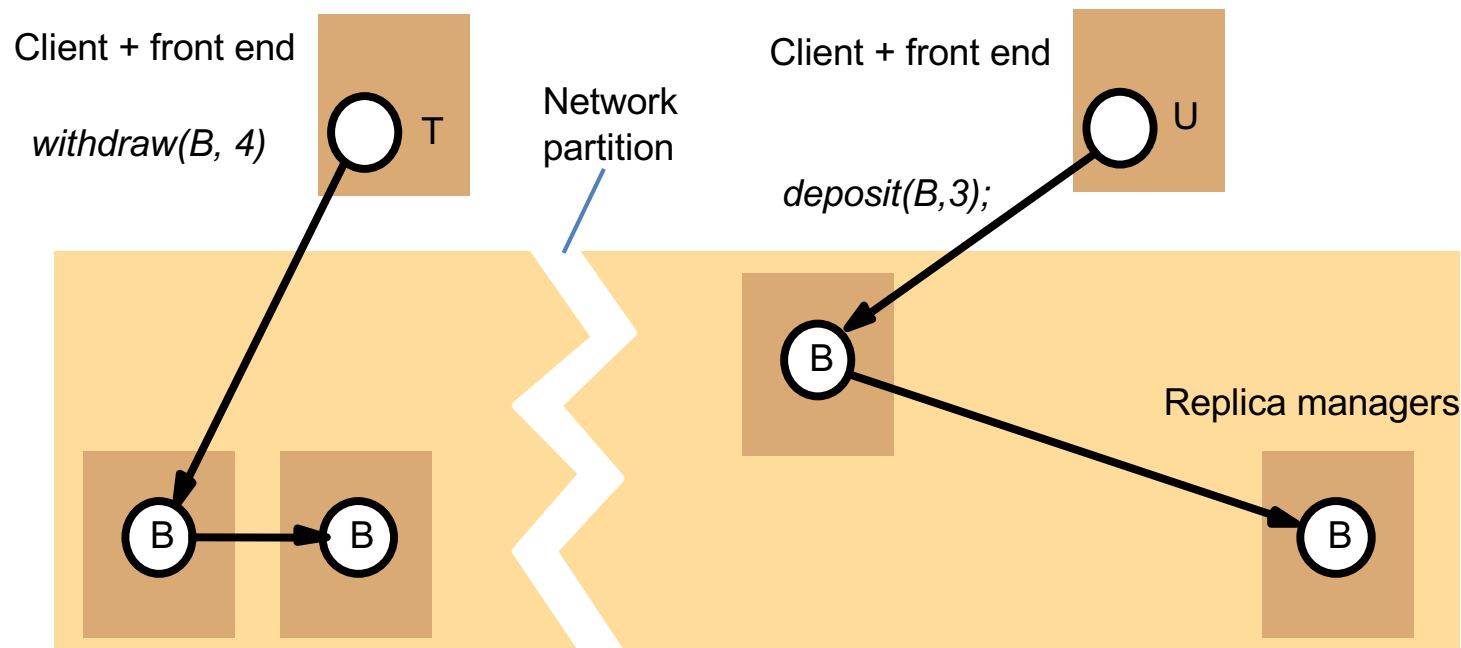 Client + front end
withdraw(B, 4)
T
Network
partition
Client + front end
U
deposit(B,3);
B
Replica managers
B
B
B